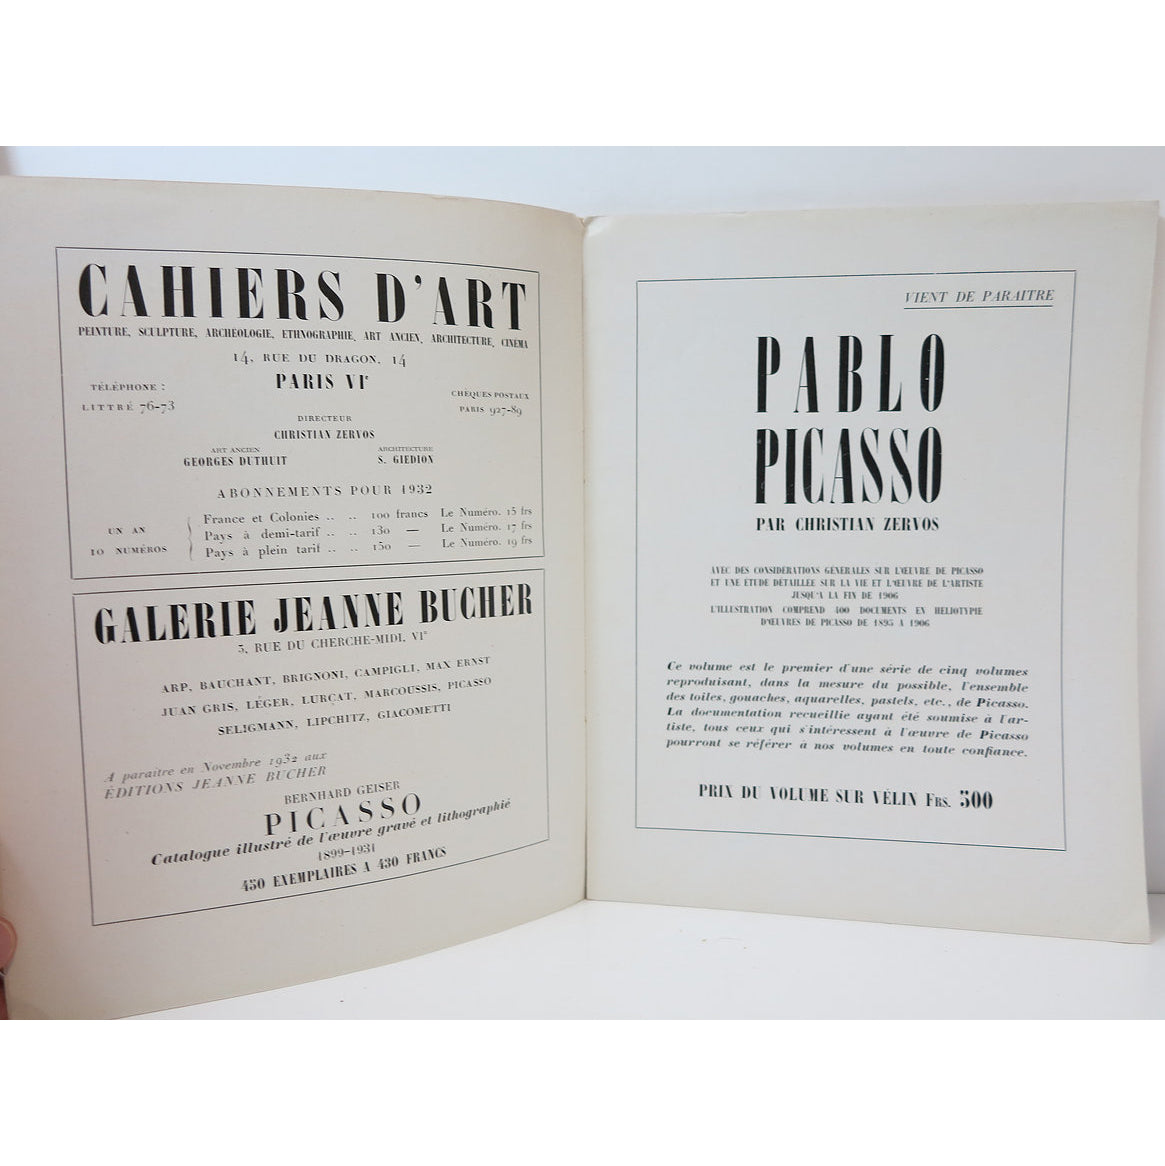 CAHIERS D'ART
PEINTURE, SCULPTURE, ARCHÉOLOGIE, ETHNOGRAPHIE, ART ANCIEN, ARCHITECTURE, CINEMA
14, RUE DU DRAGON, 14
PARIS VIe
TÉLÉPHONE :
LITTRÉ 76-73
CHÈQUES POSTAUX
PARIS 927-89
DIRECTEUR
CHRISTIAN ZERVOS
ART ANCIEN
GEORGES DUTHUIT
ARCHITECTURE
S. GIEDION
ABONNEMENTS POUR 1932
UN AN
10 NUMÉROS
France et Colonies .. .. 100 francs Le Numéro. 15 frs
Pays à demi-tarif .. .. 130 — Le Numéro. 17 frs
Pays à plein tarif .. .. 150 — Le Numéro. 19 frs
GALERIE JEANNE BUCHER
5, RUE DU CHERCHE-MIDI, VIe
ARP, BAUCHANT, BRIGNONI, CAMPIGLI, MAX ERNST
JUAN GRIS, LÉGER, LURÇAT, MARCOUSSIS, PICASSO
SELIGMANN, LIPCHITZ, GIACOMETTI
A paraitre en Novembre 1932 aux
ÉDITIONS JEANNE BUCHER
BERNHARD GEISER
PICASSO
Catalogue illustré de l'œuvre gravé et lithographié
1899-1931
450 EXEMPLAIRES A 430 FRANCS
VIENT DE PARAITRE
PABLO
PICASSO
PAR CHRISTIAN ZERVOS
AVEC DES CONSIDÉRATIONS GÉNÉRALES SUR L'ŒUVRE DE PICASSO
ET UNE ÉTUDE DÉTAILLÉE SUR LA VIE ET L'ŒUVRE DE L'ARTISTE
JUSQU'A LA FIN DE 1906
L'ILLUSTRATION COMPREND 400 DOCUMENTS EN HELIOTYPIE
D'ŒUVRES DE PICASSO DE 1895 A 1906
Ce volume est le premier d'une série de cinq volumes
reproduisant, dans la mesure du possible, l'ensemble
des toiles, gouaches, aquarelles, pastels, etc., de Picasso.
La documentation recueillie ayant été soumise à l'ar-
tiste, tous ceux qui s'intéressent à l'œuvre de Picasso
pourront se référer à nos volumes en toute confiance.
PRIX DU VOLUME SUR VÉLIN FRS. 500